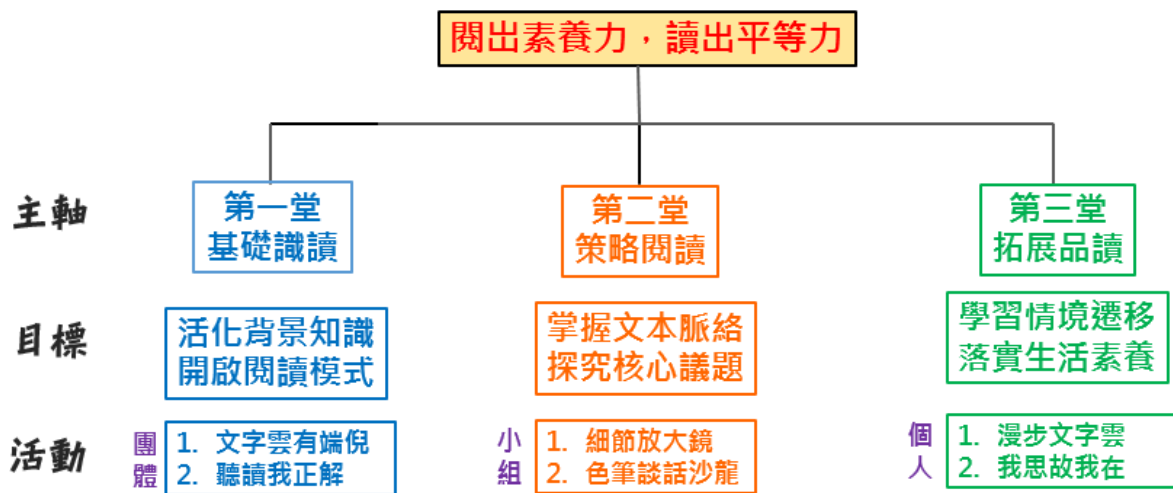 閱出素養力，讀出平等力
主軸
第一堂
基礎識讀
第二堂
策略閱讀
第三堂
拓展品讀
目標
活化背景知識
開啟閱讀模式
掌握文本脈絡
探究核心議題
學習情境遷移
落實生活素養
活動
團體
1. 文字雲有端倪
2. 聽讀我正解
小組
1. 細節放大鏡
2. 色筆談話沙龍
個人
1. 漫步文字雲
2. 我思故我在